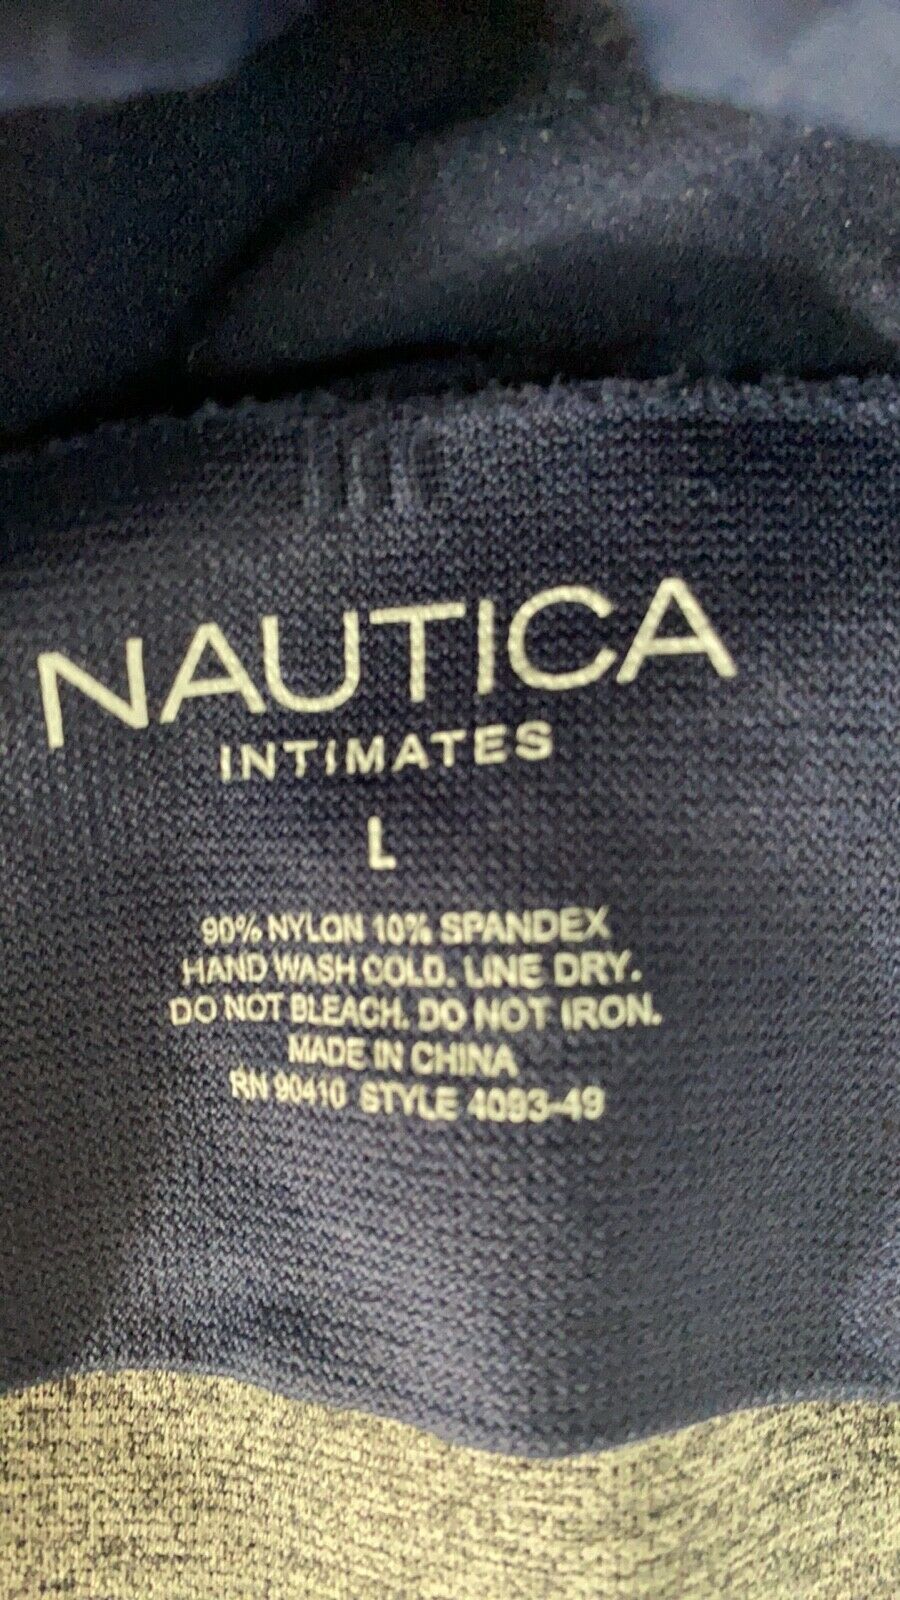 NAUTICA
INTIMATES
L
90% NYLON 10% SPANDEX
HAND WASH COLD. LINE DRY.
DO NOT BLEACH. DO NOT IRON.
MADE IN CHINA
RN 90410 STYLE 4093-49